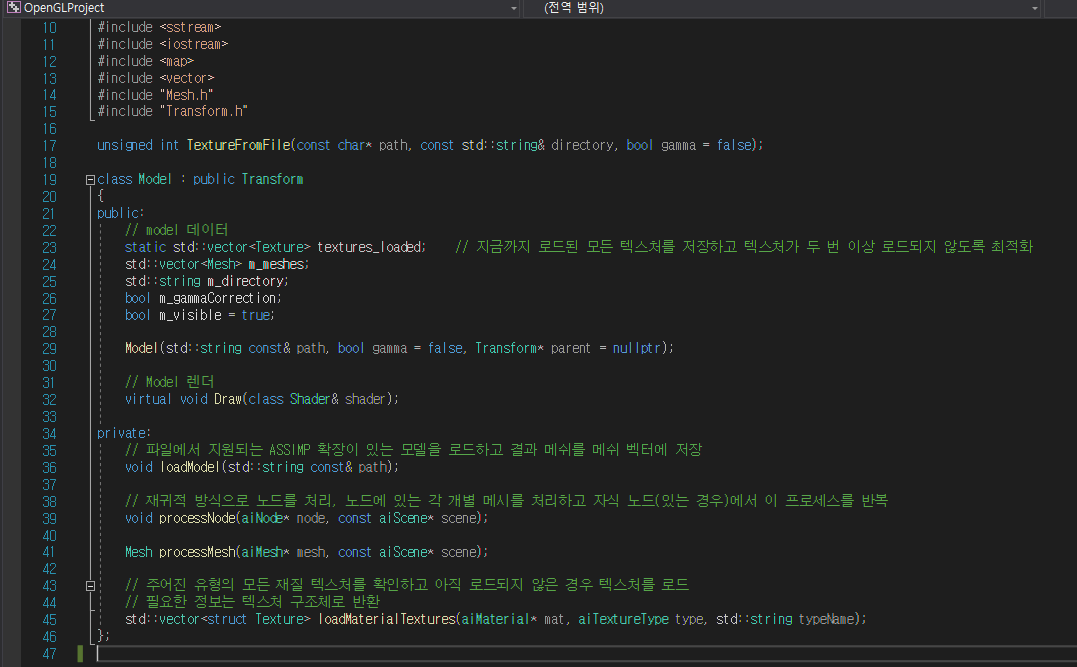 OpenGLProject (전역 범위)
10 #include <sstream>
11 #include <iostream>
12 #include <map>
13 #include <vector>
14 #include "Mesh.h"
15 #include "Transform.h"
16
17 unsigned int TextureFromFile(const char* path, const std::string& directory, bool gamma = false);
18
19 class Model : public Transform
20 {
21 public:
22 // model 데이터
23 static std::vector<Texture> textures_loaded; // 지금까지 로드된 모든 텍스처를 저장하고 텍스처가 두 번 이상 로드되지 않도록 최적화
24 std::vector<Mesh> m_meshes;
25 std::string m_directory;
26 bool m_gammaCorrection;
27 bool m_visible = true;
28
29 Model(std::string const& path, bool gamma = false, Transform* parent = nullptr);
30
31 // Model 렌더
32 virtual void Draw(class Shader& shader);
33
34 private:
35 // 파일에서 지원되는 ASSIMP 확장이 있는 모델을 로드하고 결과 메쉬를 메쉬 벡터에 저장
36 void loadModel(std::string const& path);
37
38 // 재귀적 방식으로 노드를 처리, 노드에 있는 각 개별 메시를 처리하고 자식 노드(있는 경우)에서 이 프로세스를 반복
39 void processNode(aiNode* node, const aiScene* scene);
40
41 Mesh processMesh(aiMesh* mesh, const aiScene* scene);
42
43 // 주어진 유형의 모든 재질 텍스처를 확인하고 아직 로드되지 않은 경우 텍스처를 로드
44 // 필요한 정보는 텍스처 구조체로 반환
45 std::vector<struct Texture> loadMaterialTextures(aiMaterial* mat, aiTextureType type, std::string typeName);
46 };
47